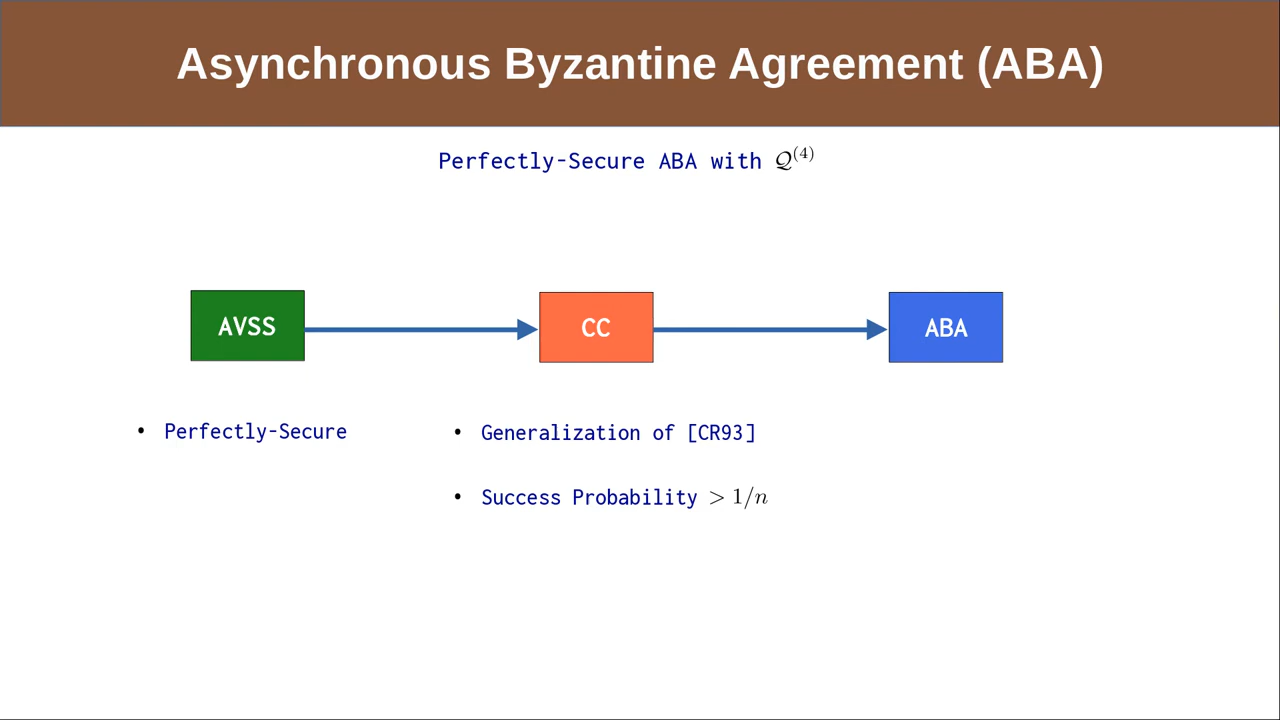 Asynchronous Byzantine Agreement (ABA)
Perfectly-Secure ABA with 𝒬⁽⁴⁾
AVSS
CC
ABA
• Perfectly-Secure
• Generalization of [CR93]
• Success Probability > 1/n